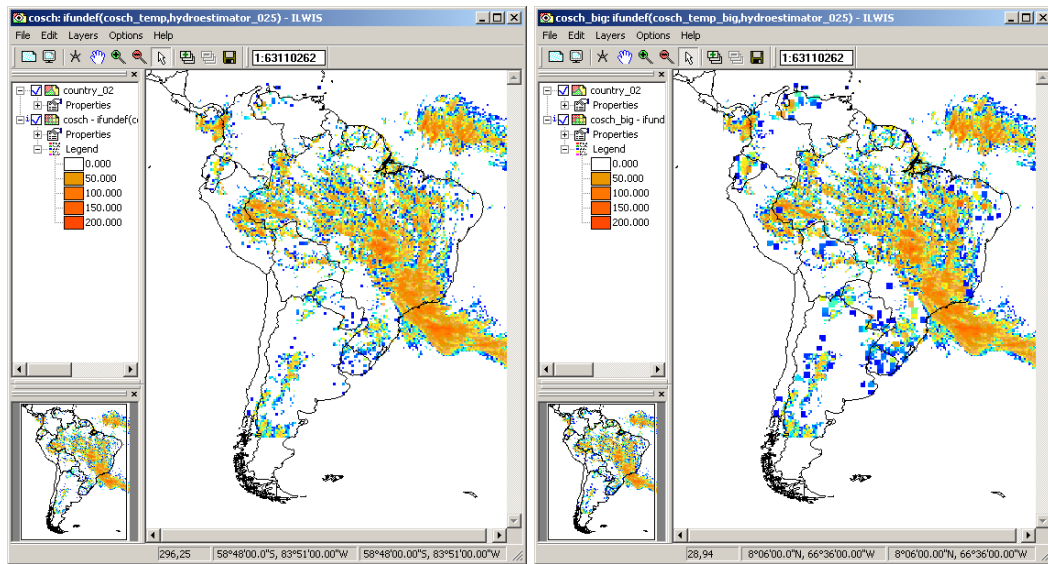 cosch: ifundef(cosch_temp,hydroestimator_025) - ILWIS
File Edit Layers Options Help
1:63110262
country_02
Properties
cosch - ifundef(c
Properties
Legend
0.000
50.000
100.000
150.000
200.000
296,25 58°48'00.0"S, 83°51'00.00"W 58°48'00.00"S, 83°51'00.00"W
cosch_big: ifundef(cosch_temp_big,hydroestimator_025) - ILWIS
File Edit Layers Options Help
1:63110262
country_02
Properties
cosch_big - ifund
Properties
Legend
0.000
50.000
100.000
150.000
200.000
28,94 8°06'00.0"N, 66°36'00.00"W 8°06'00.00"N, 66°36'00.00"W